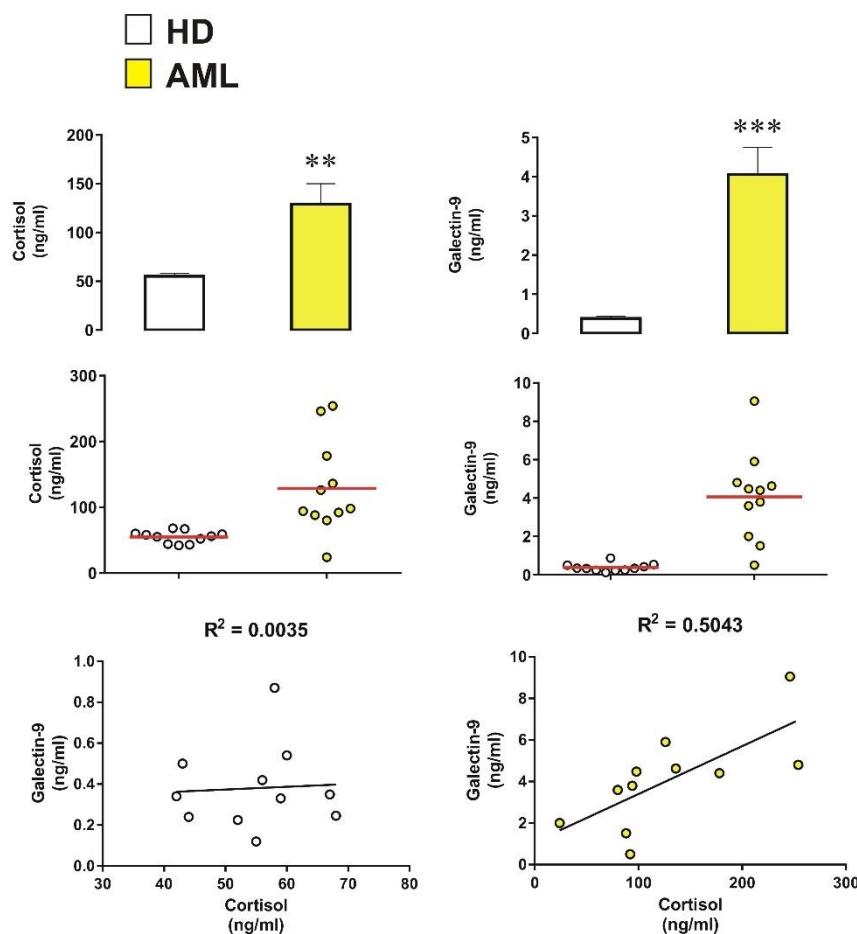 HD
AML
Cortisol
(ng/ml)
200
150
100
50
0
**
Galectin-9
(ng/ml)
5
4
3
2
1
0
***
Cortisol
(ng/ml)
300
200
100
0
Galectin-9
(ng/ml)
10
8
6
4
2
0
R² = 0.0035
Galectin-9
(ng/ml)
1.0
0.8
0.6
0.4
0.2
0.0
30 40 50 60 70 80
Cortisol
(ng/ml)
R² = 0.5043
Galectin-9
(ng/ml)
10
8
6
4
2
0
0 100 200 300
Cortisol
(ng/ml)